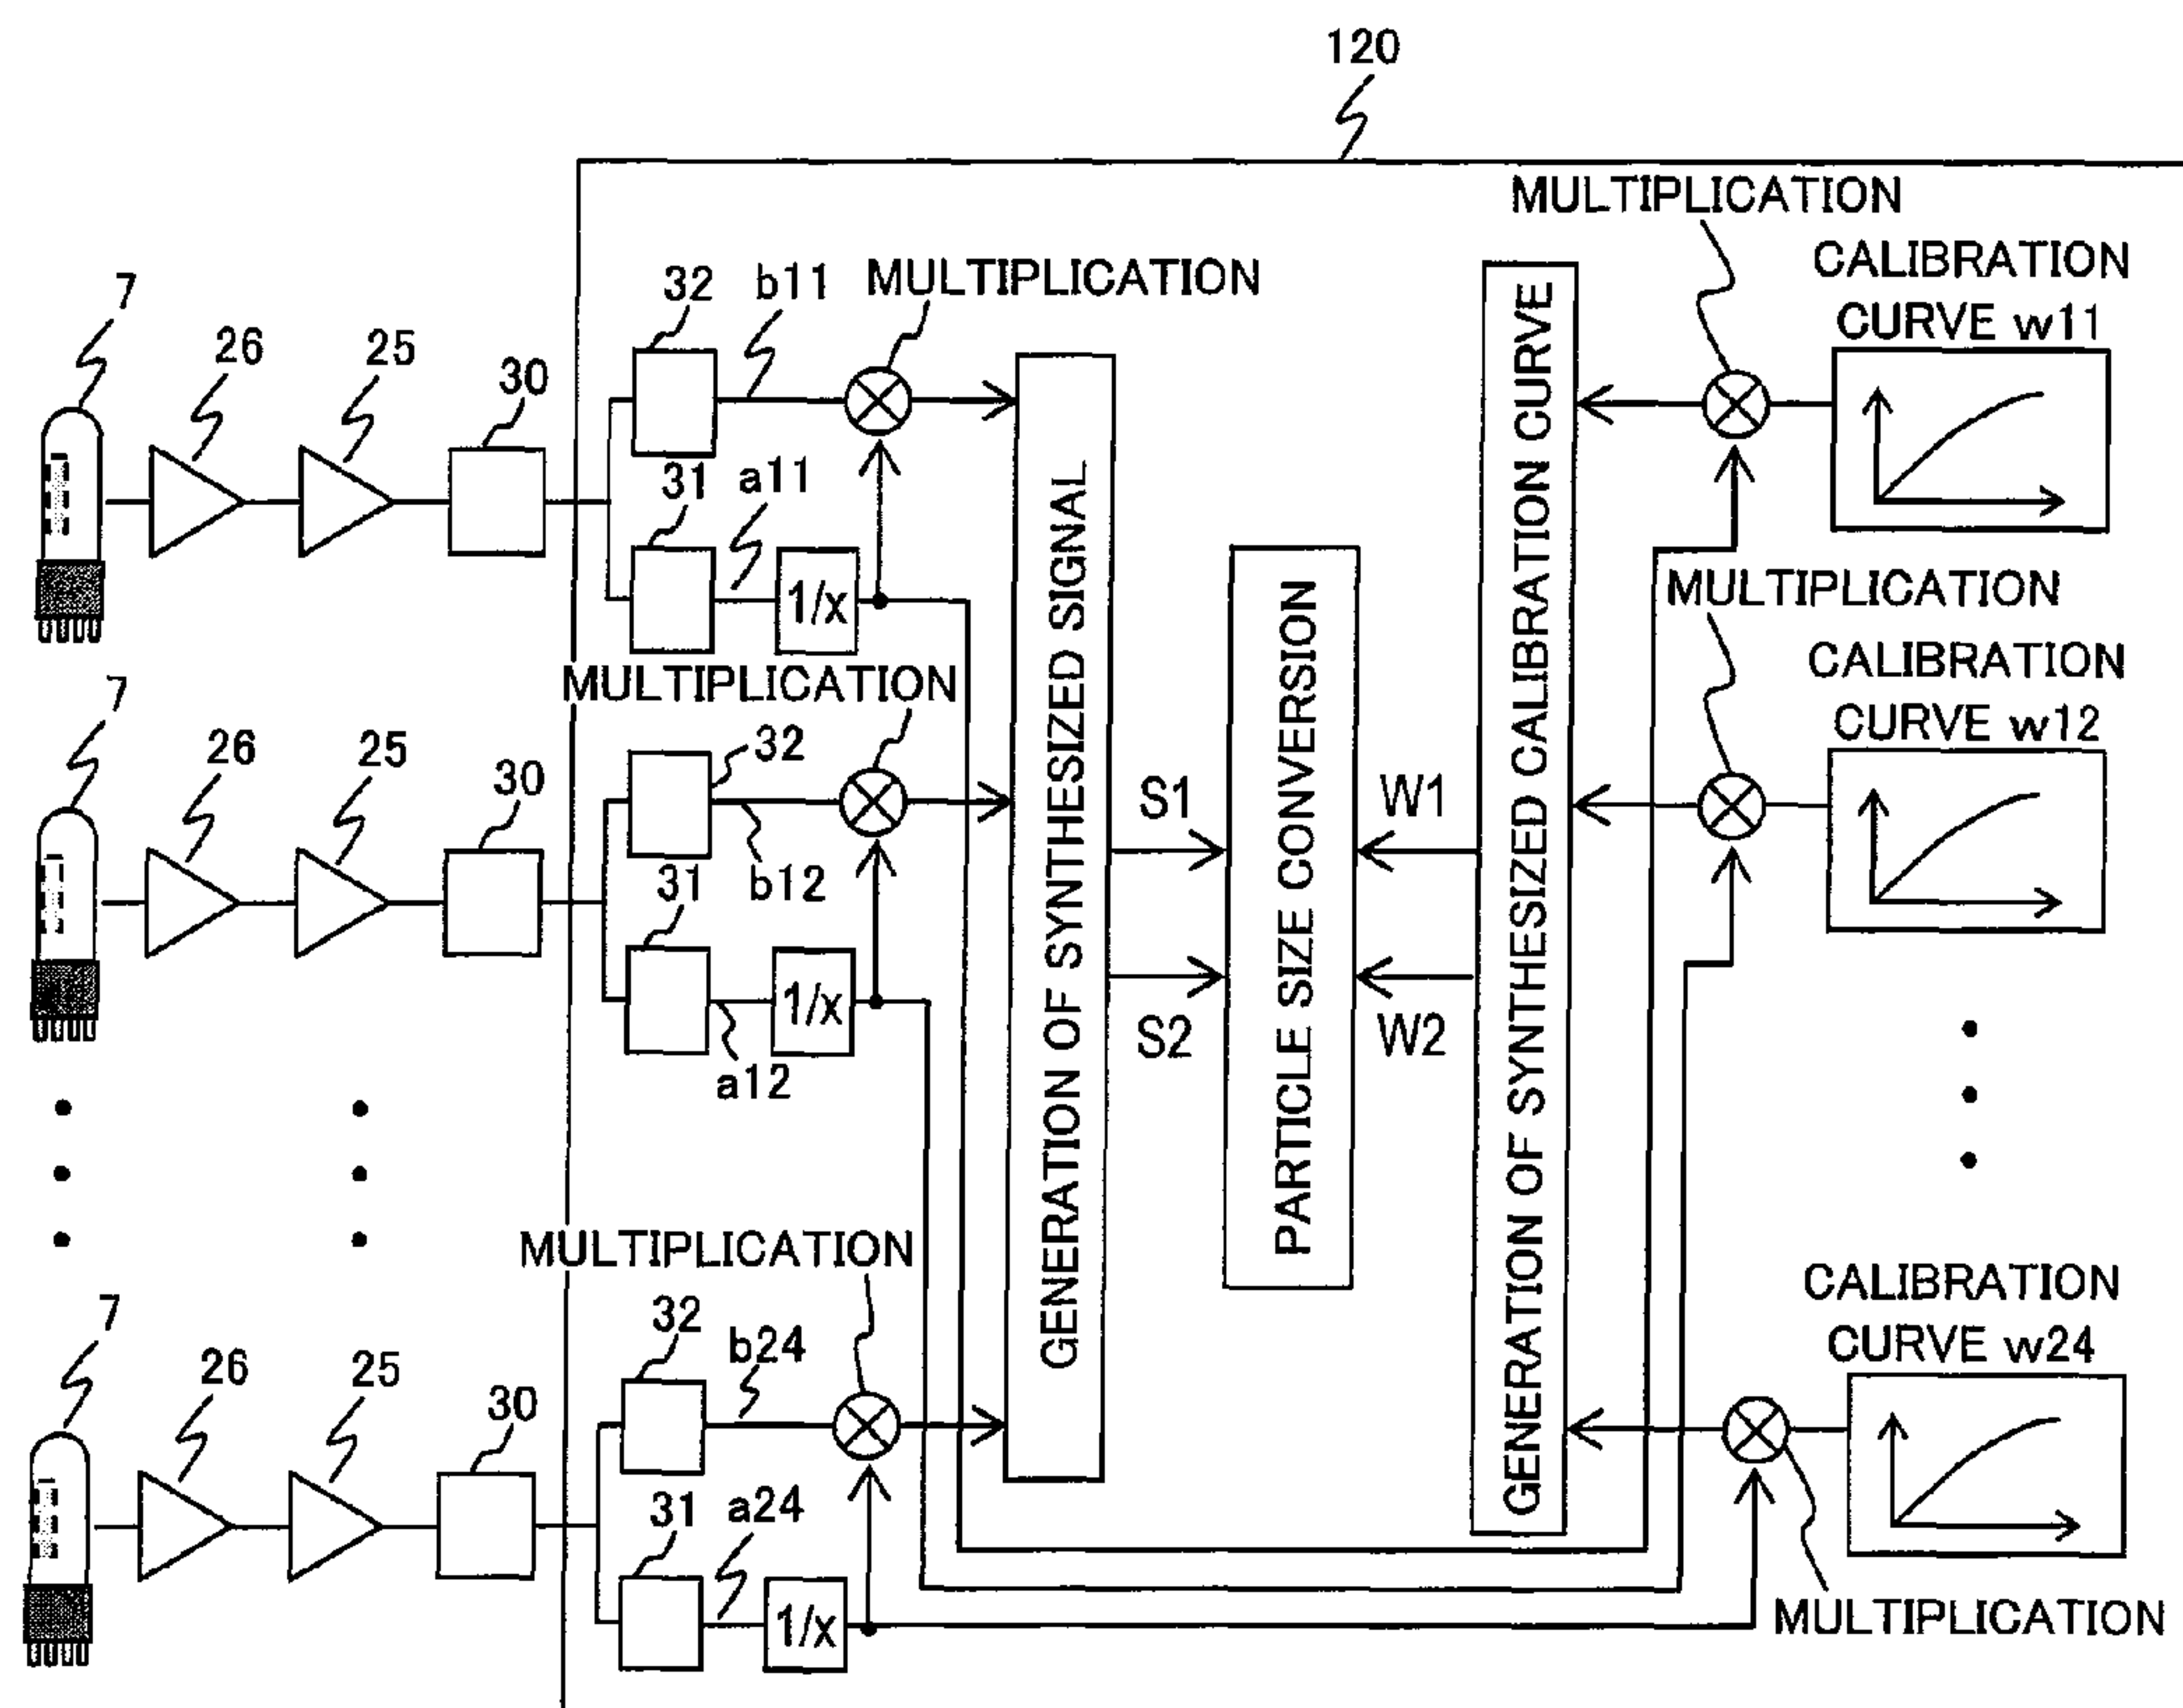 120
MULTIPLICATION
CALIBRATION
CURVE w11
7
26
25
30
32
b11
MULTIPLICATION
31
a11
1/x
MULTIPLICATION
CALIBRATION
CURVE w12
7
26
25
30
MULTIPLICATION
32
b12
31
a12
1/x
GENERATION OF SYNTHESIZED SIGNAL
S1
S2
PARTICLE SIZE CONVERSION
W1
W2
GENERATION OF SYNTHESIZED CALIBRATION CURVE
MULTIPLICATION
CALIBRATION
CURVE w24
7
26
25
30
32
b24
31
a24
1/x
MULTIPLICATION